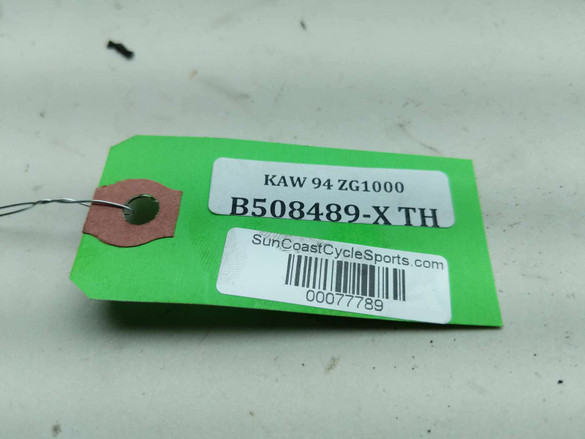 KAW 94 ZG1000
B508489-X TH
SunCoastCycleSports.com
00077789